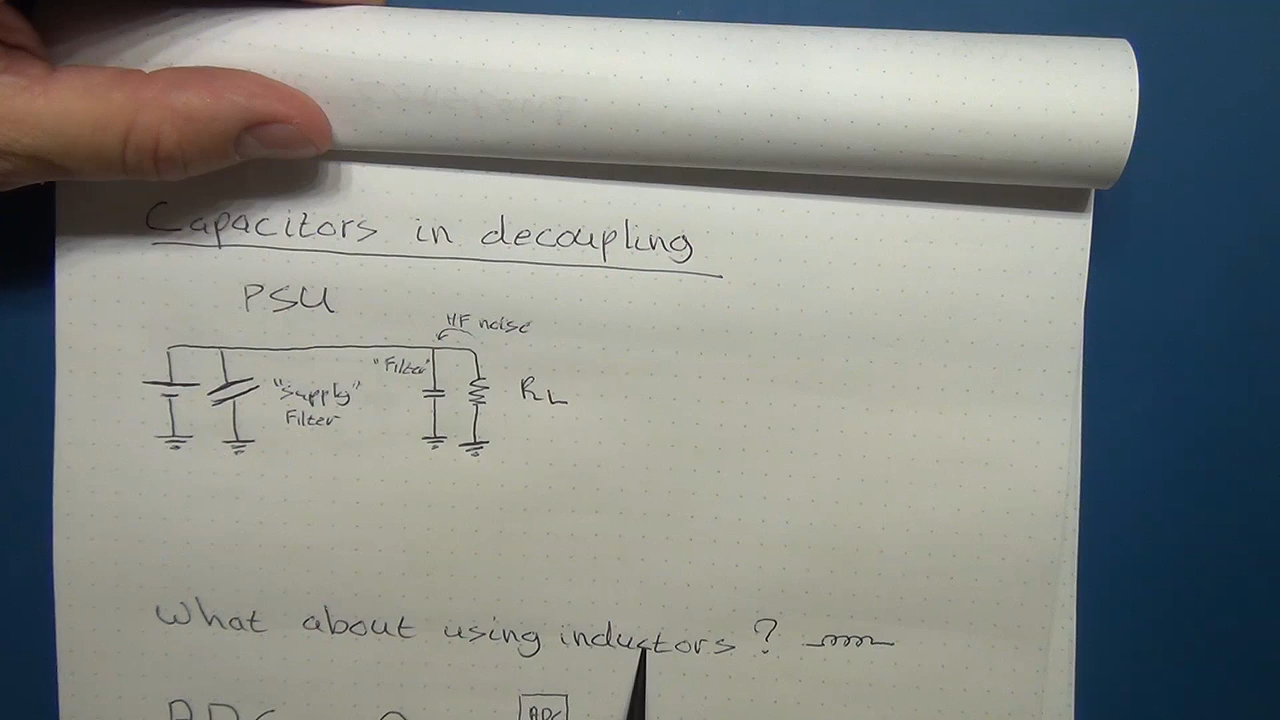 Capacitors in decoupling
PSU
HF noise
"Filter"
"Supply"
Filter
RL
What about using inductors?
ADC